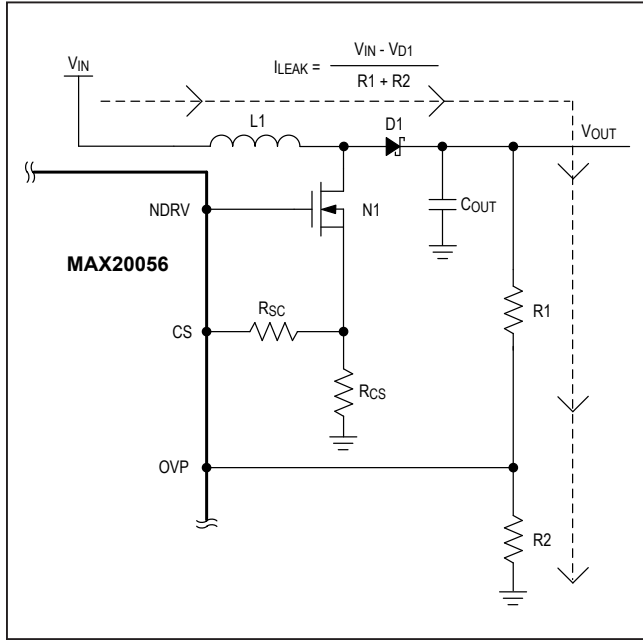 VIN
ILEAK = VIN - VD1
R1 + R2
L1
D1
VOUT
NDRV
N1
COUT
MAX20056
RSC
R1
CS
RCS
OVP
R2